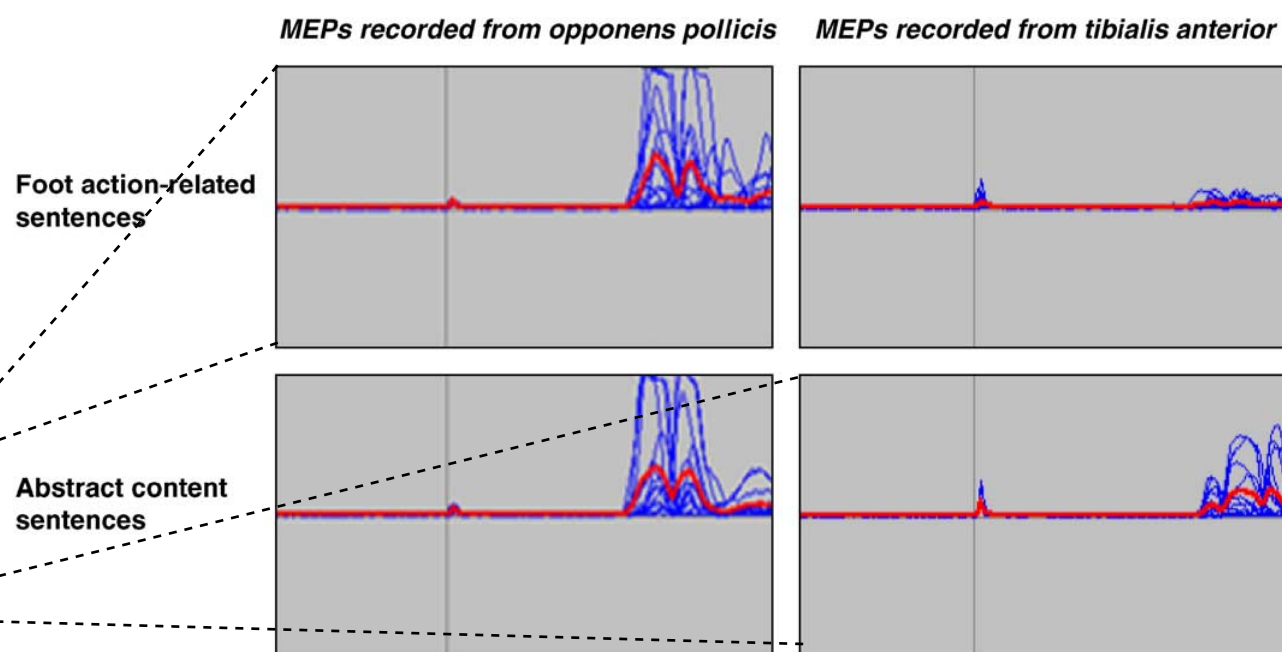 MEPs recorded from opponens pollicis
MEPs recorded from tibialis anterior
Foot action-related
sentences
Abstract content
sentences